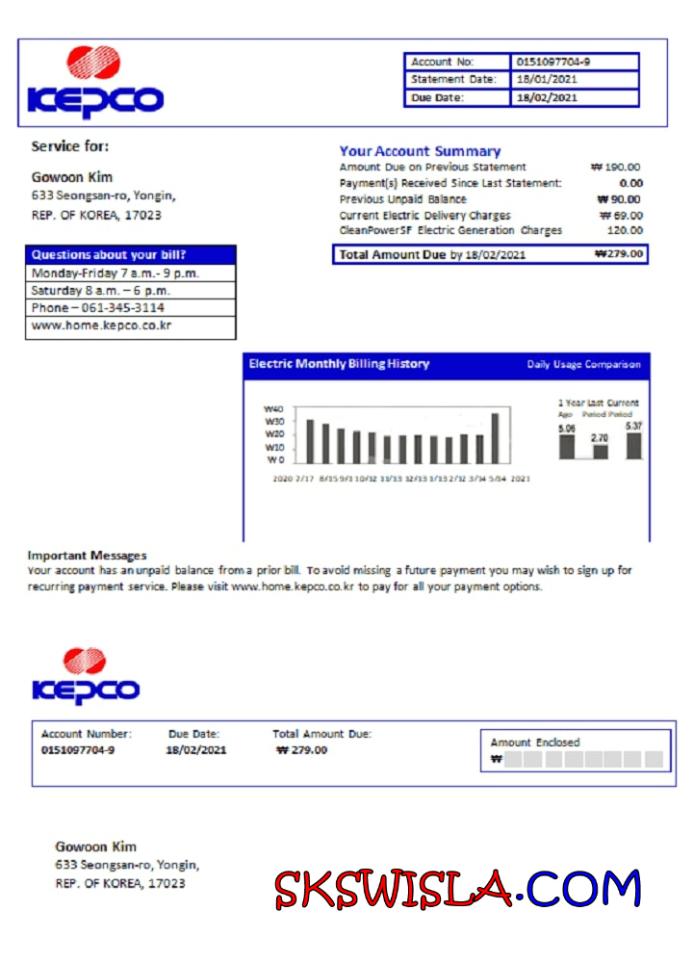 KEPCO
Account No: 0151097704-9
Statement Date: 18/01/2021
Due Date: 18/02/2021
Service for:
Gowoon Kim
633 Seongsan-ro, Yongin,
REP. OF KOREA, 17023
Your Account Summary
Amount Due on Previous Statement ₩ 190.00
Payment(s) Received Since Last Statement: 0.00
Previous Unpaid Balance ₩ 90.00
Current Electric Delivery Charges ₩ 69.00
CleanPowerSF Electric Generation Charges 120.00
Total Amount Due by 18/02/2021 ₩279.00
Questions about your bill?
Monday-Friday 7 a.m.- 9 p.m.
Saturday 8 a.m. – 6 p.m.
Phone – 061-345-3114
www.home.kepco.co.kr
Electric Monthly Billing History Daily Usage Comparison
₩40
₩30
₩20
₩10
₩ 0
2020 7/17 8/15 9/1 10/12 11/13 12/13 1/13 2/12 3/14 5/14 2021
1 Year Last Current
Ago Period Period
5.06 2.70 5.37
Important Messages
Your account has an unpaid balance from a prior bill. To avoid missing a future payment you may wish to sign up for
recurring payment service. Please visit www.home.kepco.co.kr to pay for all your payment options.
KEPCO
Account Number: Due Date: Total Amount Due:
0151097704-9 18/02/2021 ₩ 279.00
Amount Enclosed
₩
Gowoon Kim
633 Seongsan-ro, Yongin,
REP. OF KOREA, 17023
SKSWISLA.COM